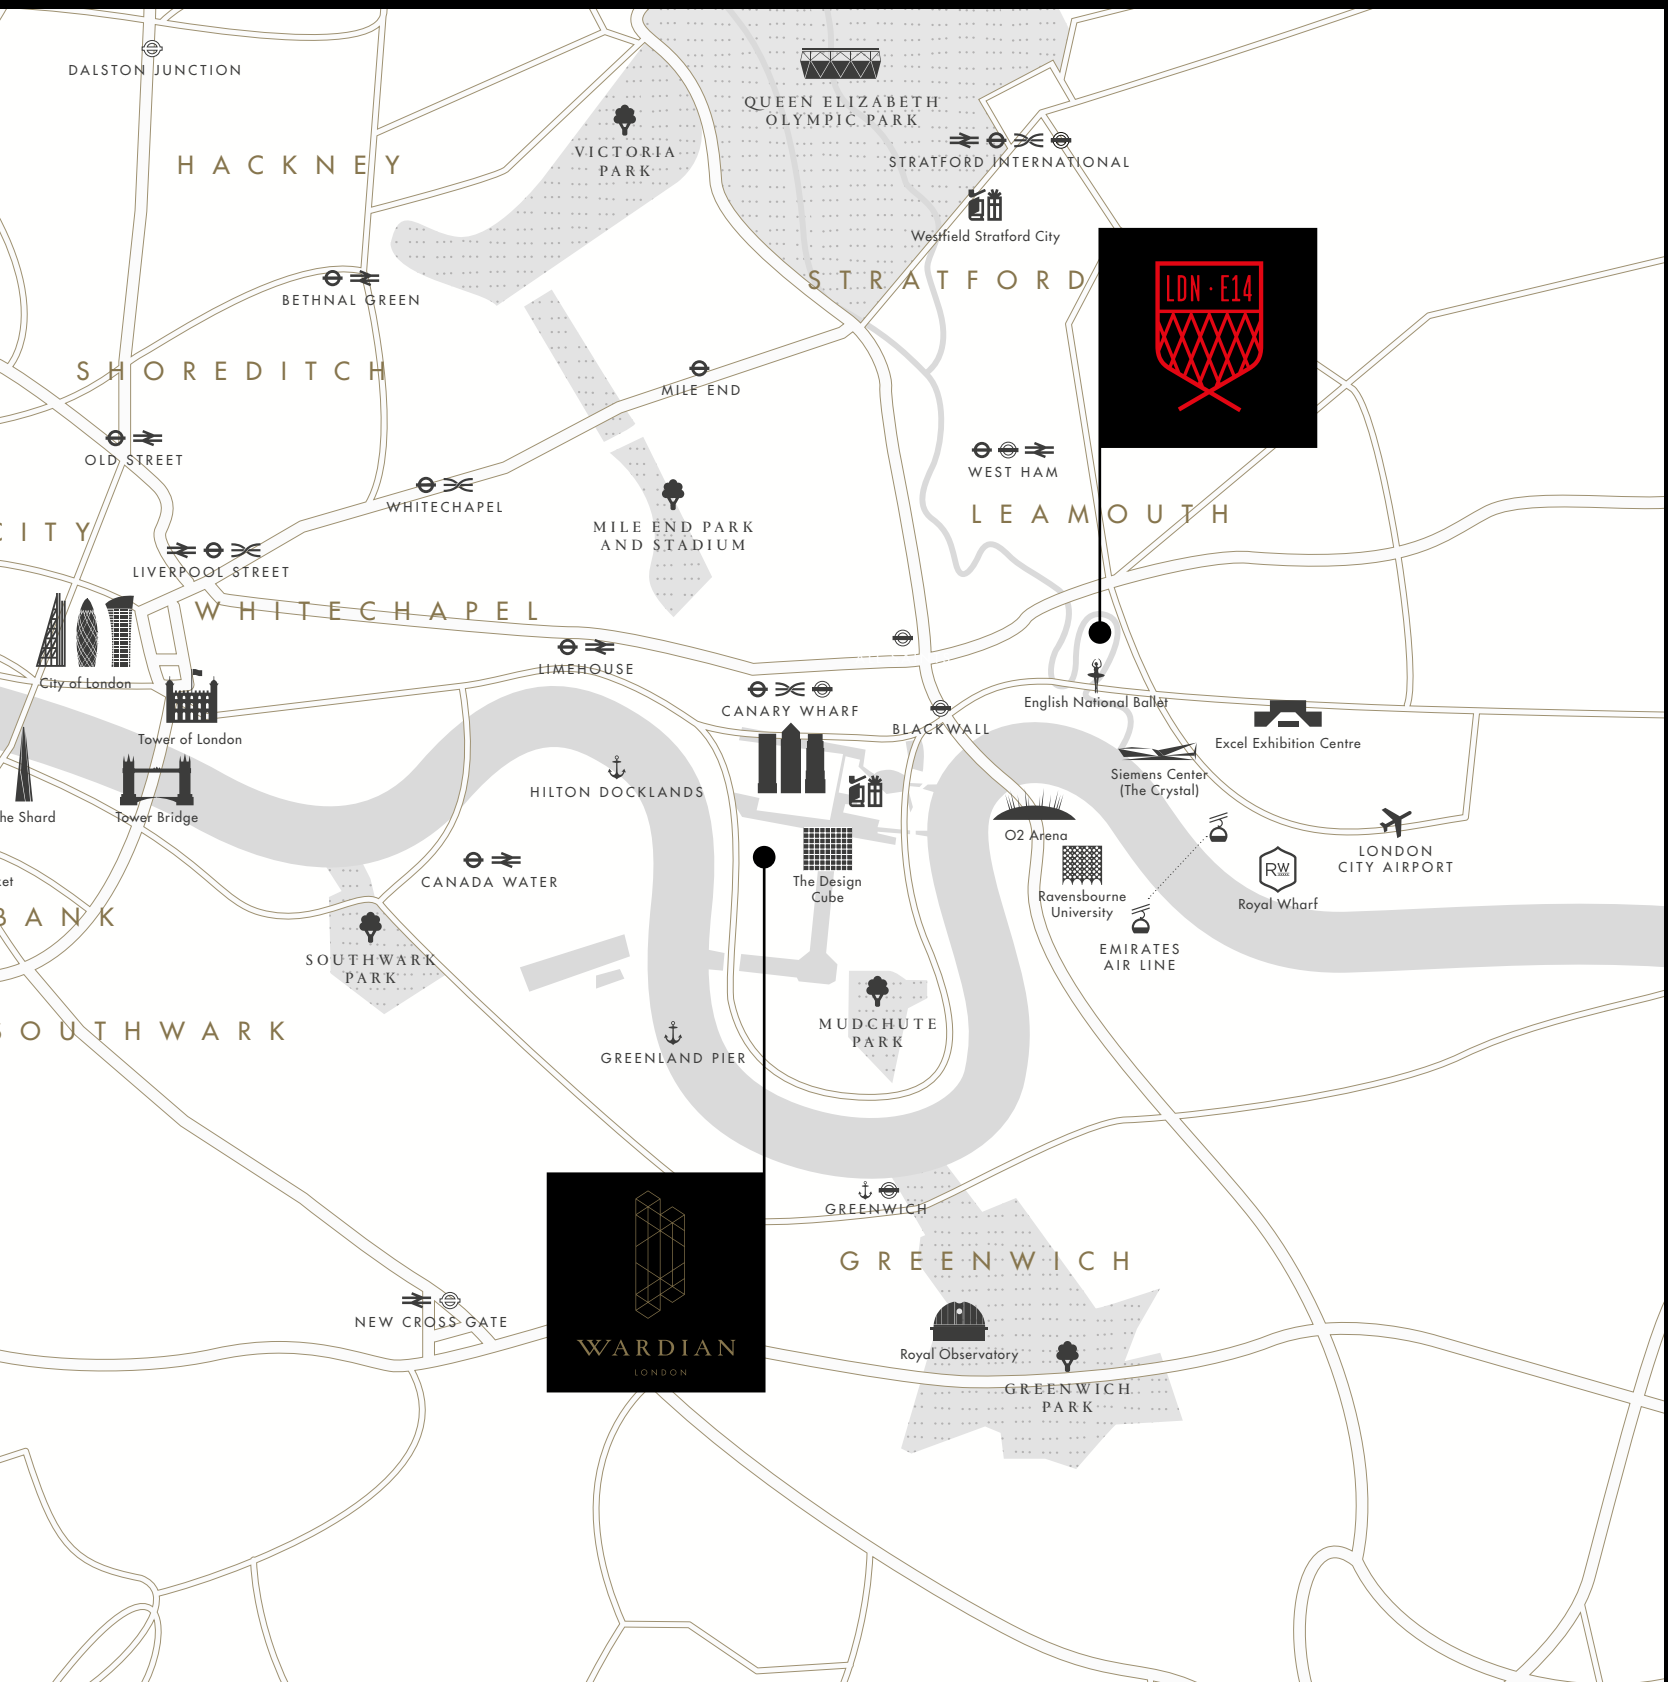 DALSTON JUNCTION
QUEEN ELIZABETH
OLYMPIC PARK
VICTORIA
PARK
HACKNEY
STRATFORD INTERNATIONAL
Westfield Stratford City
STRATFORD
LDN · E14
BETHNAL GREEN
SHOREDITCH
MILE END
OLD STREET
WEST HAM
WHITECHAPEL
LEAMOUTH
CITY
MILE END PARK
AND STADIUM
LIVERPOOL STREET
WHITECHAPEL
LIMEHOUSE
City of London
CANARY WHARF
English National Ballet
BLACKWALL
Tower of London
Excel Exhibition Centre
Siemens Center
(The Crystal)
HILTON DOCKLANDS
he Shard
Tower Bridge
O2 Arena
LONDON
CITY AIRPORT
RW
Royal Wharf
CANADA WATER
The Design
Cube
Ravensbourne
University
et
BANK
EMIRATES
AIR LINE
SOUTHWARK
PARK
MUDCHUTE
PARK
SOUTHWARK
GREENLAND PIER
GREENWICH
GREENWICH
NEW CROSS GATE
WARDIAN
LONDON
Royal Observatory
GREENWICH
PARK